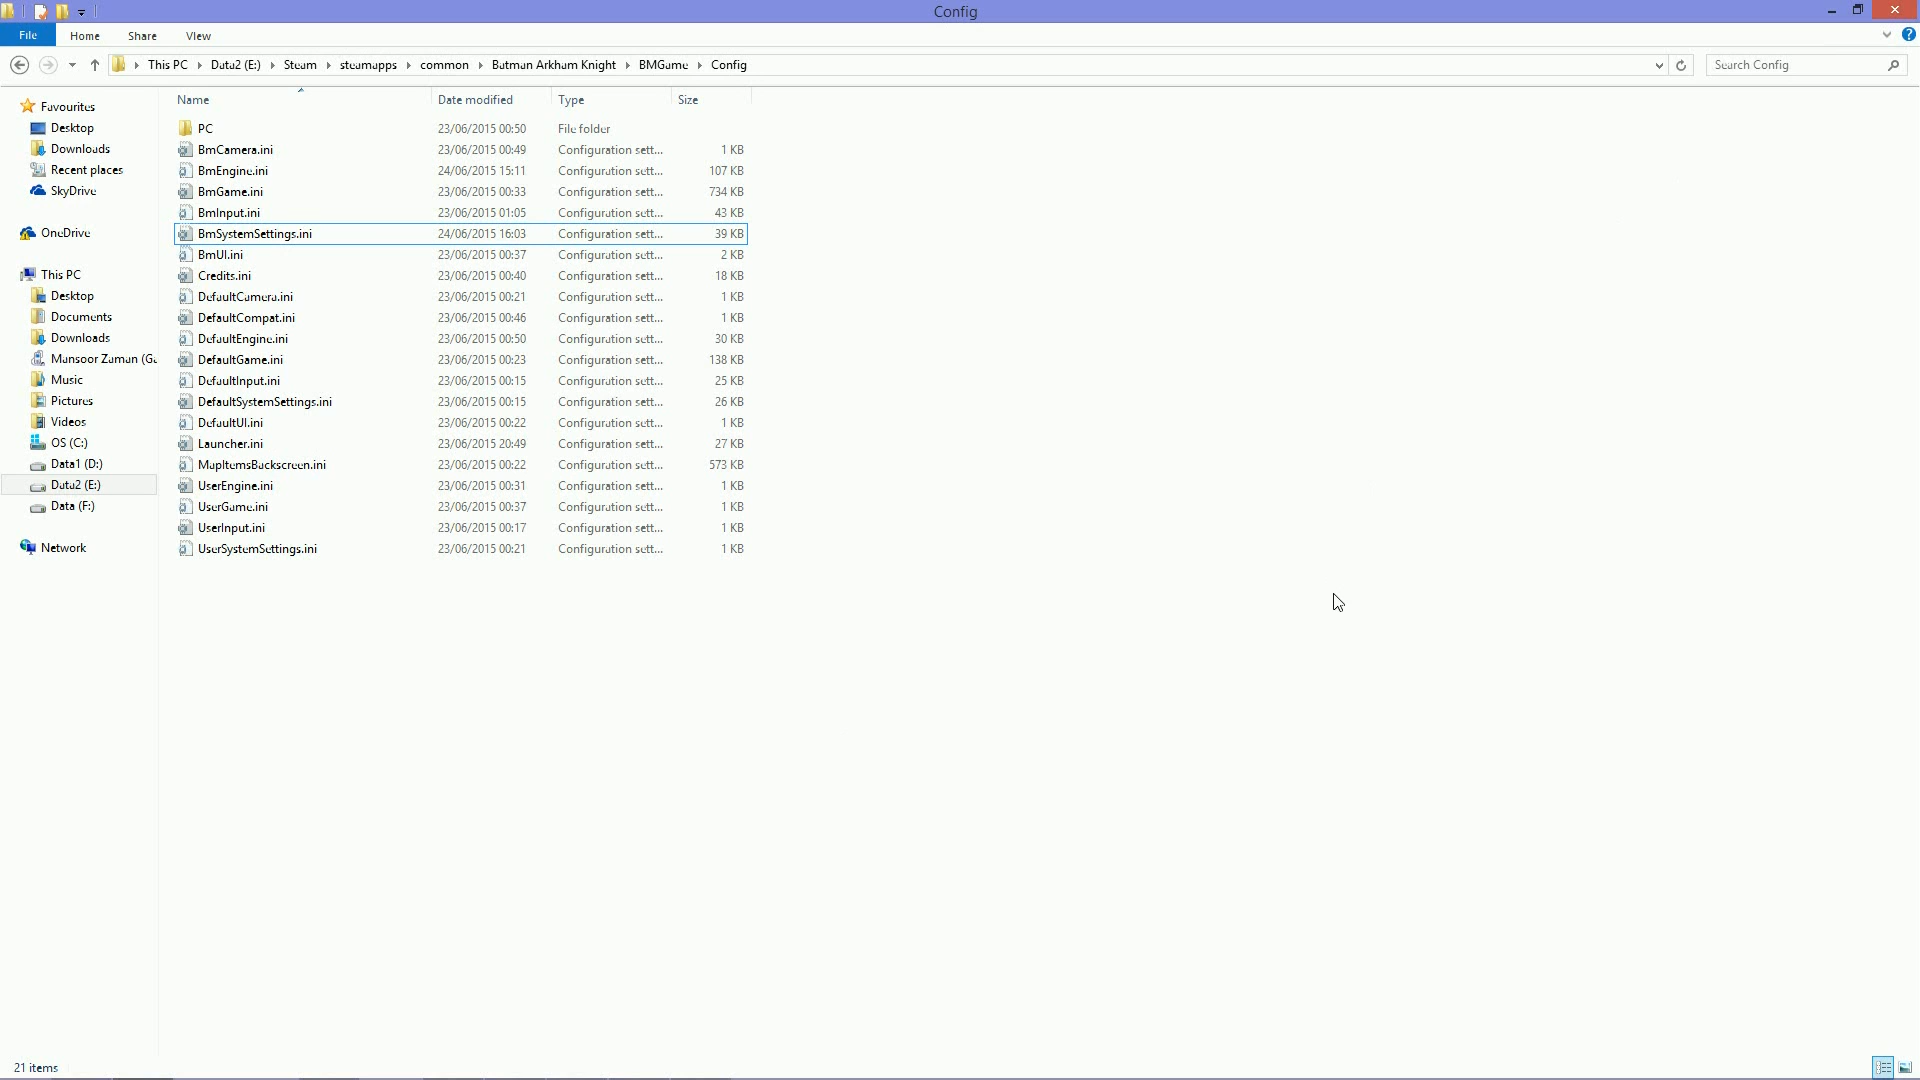 Config
File Home Share View
This PC Data2 (E:) Steam steamapps common Batman Arkham Knight BMGame Config Search Config
Name Date modified Type Size
Favourites
Desktop
Downloads
Recent places
SkyDrive
OneDrive
This PC
Desktop
Documents
Downloads
Mansoor Zaman (Ga
Music
Pictures
Videos
OS (C:)
Data1 (D:)
Data2 (E:)
Data (F:)
Network
PC 23/06/2015 00:50 File folder
BmCamera.ini 23/06/2015 00:49 Configuration sett... 1 KB
BmEngine.ini 24/06/2015 15:11 Configuration sett... 107 KB
BmGame.ini 23/06/2015 00:33 Configuration sett... 734 KB
BmInput.ini 23/06/2015 01:05 Configuration sett... 43 KB
BmSystemSettings.ini 24/06/2015 16:03 Configuration sett... 39 KB
BmUI.ini 23/06/2015 00:37 Configuration sett... 2 KB
Credits.ini 23/06/2015 00:40 Configuration sett... 18 KB
DefaultCamera.ini 23/06/2015 00:21 Configuration sett... 1 KB
DefaultCompat.ini 23/06/2015 00:46 Configuration sett... 1 KB
DefaultEngine.ini 23/06/2015 00:50 Configuration sett... 30 KB
DefaultGame.ini 23/06/2015 00:23 Configuration sett... 138 KB
DefaultInput.ini 23/06/2015 00:15 Configuration sett... 25 KB
DefaultSystemSettings.ini 23/06/2015 00:15 Configuration sett... 26 KB
DefaultUI.ini 23/06/2015 00:22 Configuration sett... 1 KB
Launcher.ini 23/06/2015 20:49 Configuration sett... 27 KB
MapItemsBackscreen.ini 23/06/2015 00:22 Configuration sett... 573 KB
UserEngine.ini 23/06/2015 00:31 Configuration sett... 1 KB
UserGame.ini 23/06/2015 00:37 Configuration sett... 1 KB
UserInput.ini 23/06/2015 00:17 Configuration sett... 1 KB
UserSystemSettings.ini 23/06/2015 00:21 Configuration sett... 1 KB
21 items